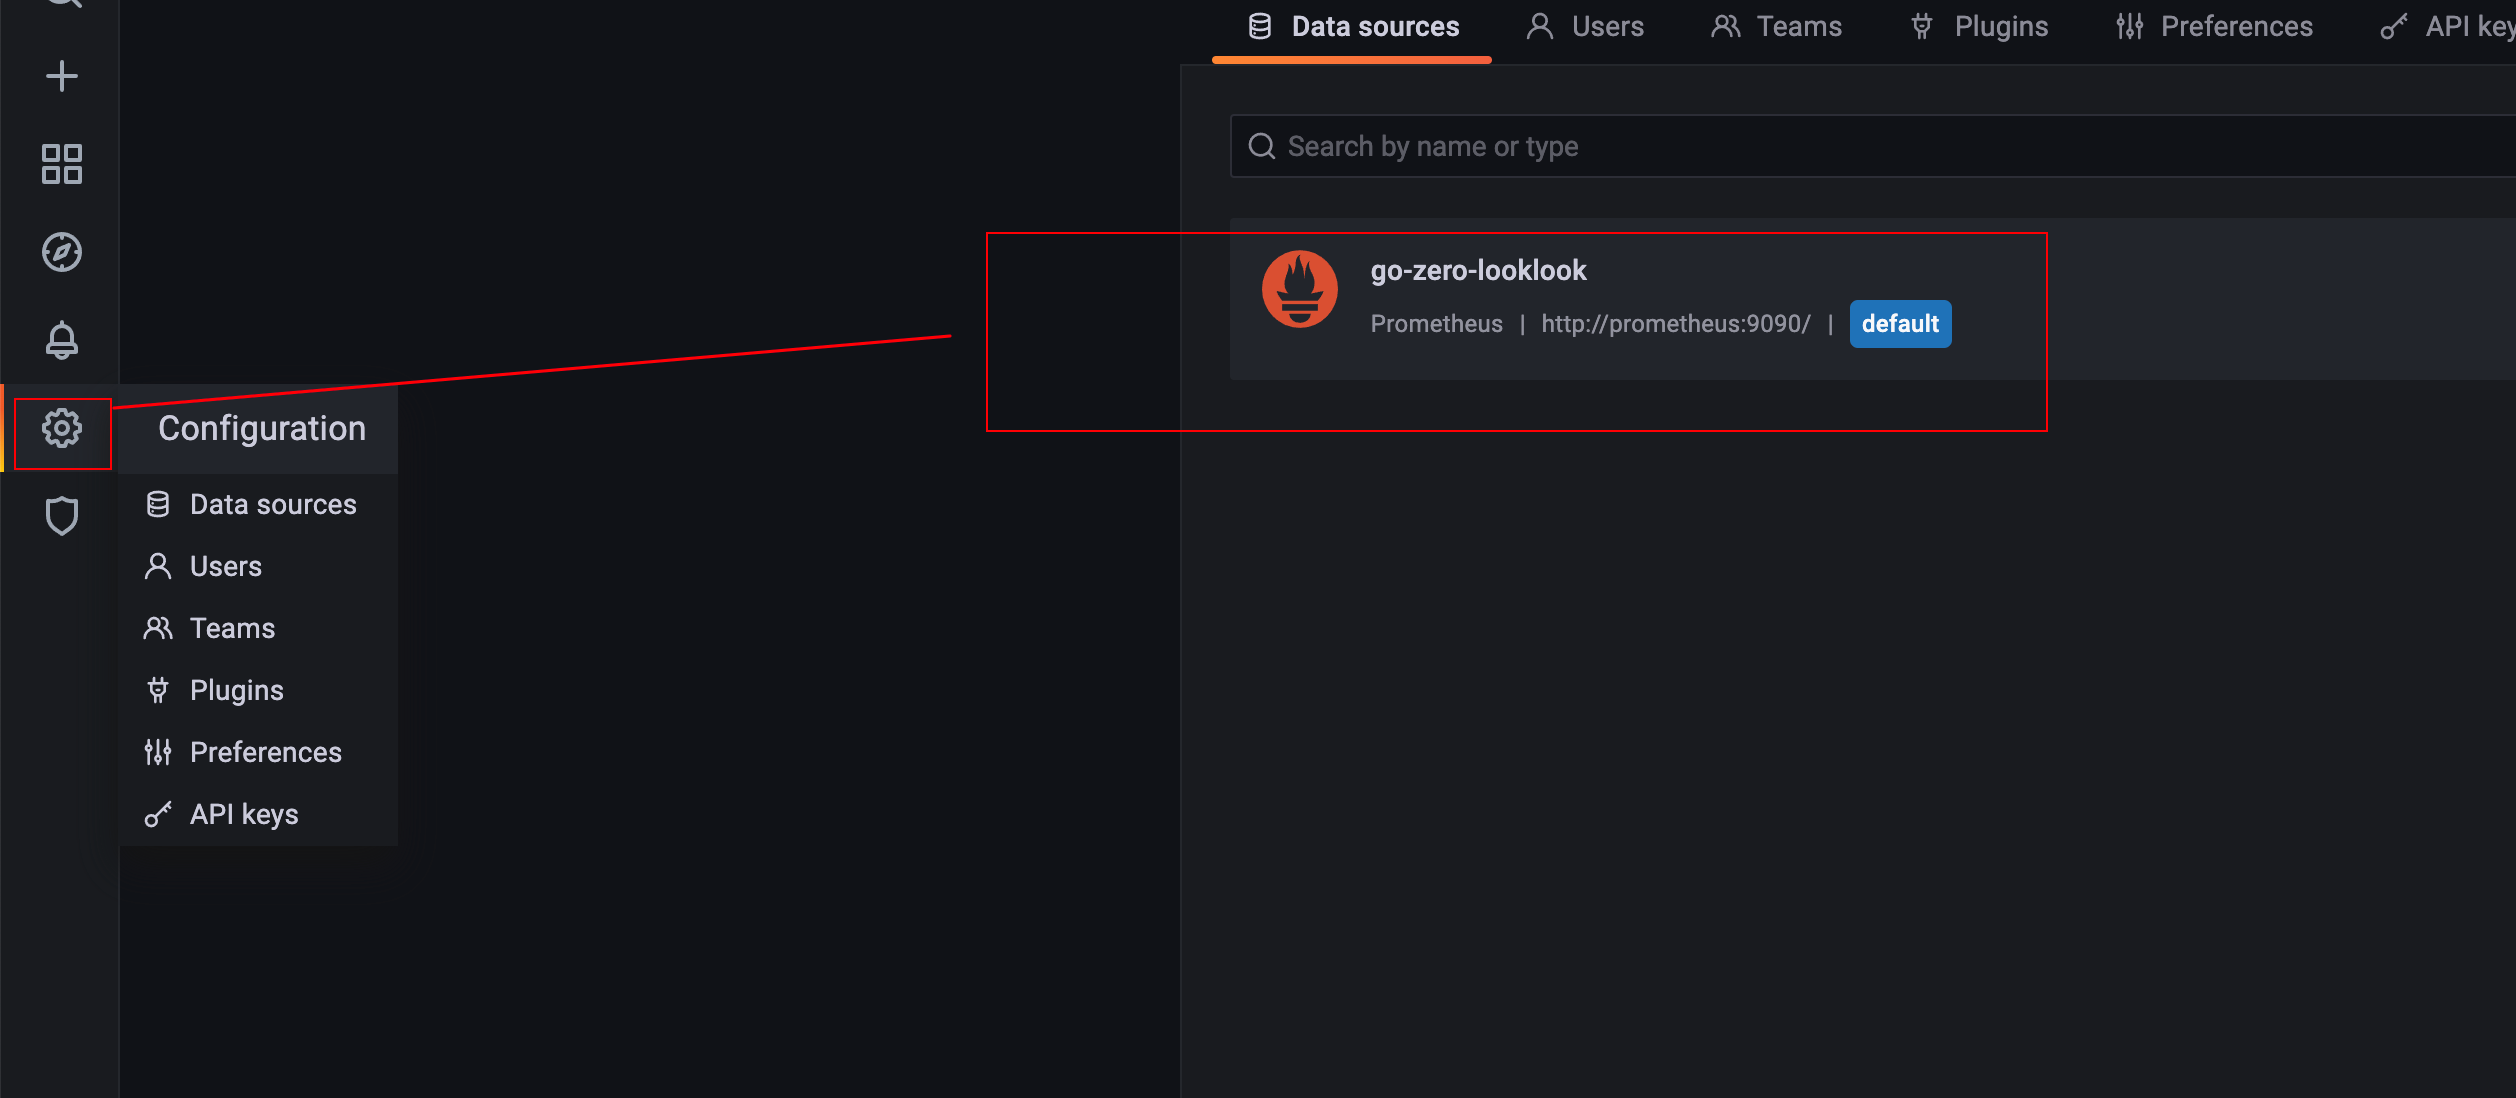 Data sources
Users
Teams
Plugins
Preferences
API key
Search by name or type
go-zero-looklook
Prometheus | http://prometheus:9090/ | default
Configuration
Data sources
Users
Teams
Plugins
Preferences
API keys